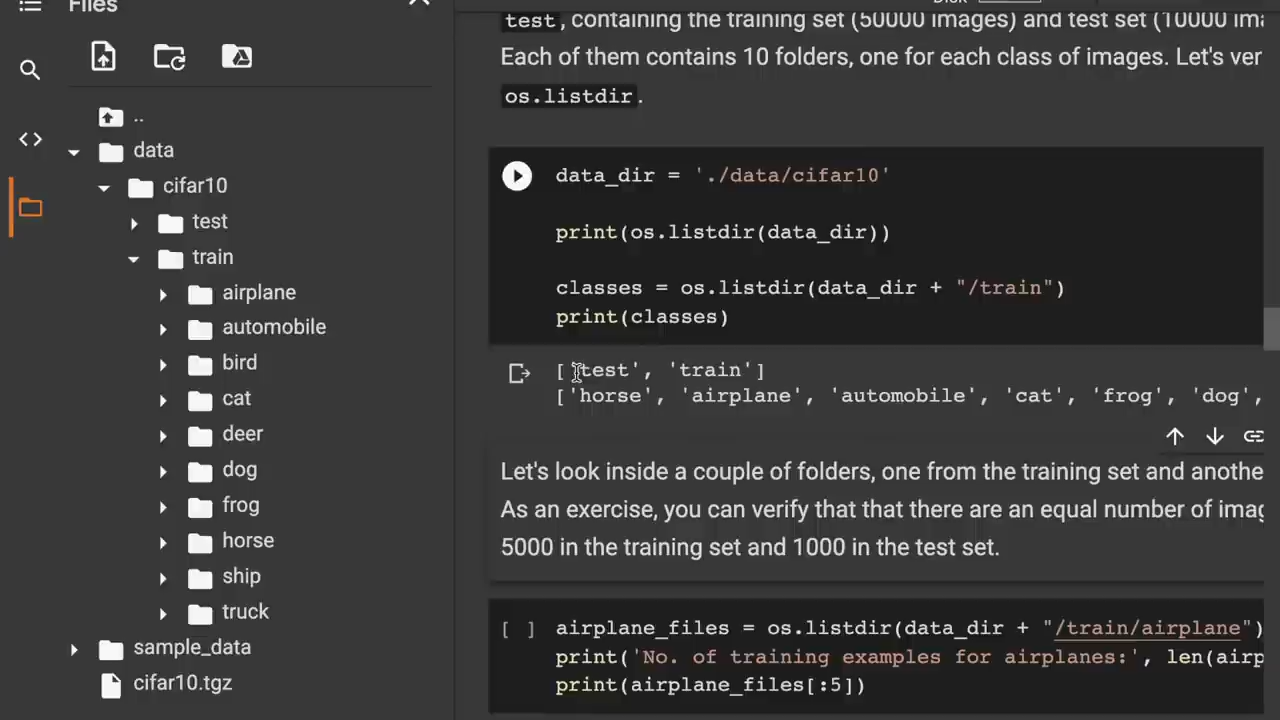 Files
..
data
cifar10
test
train
airplane
automobile
bird
cat
deer
dog
frog
horse
ship
truck
sample_data
cifar10.tgz
Disk
test, containing the training set (50000 images) and test set (10000
Each of them contains 10 folders, one for each class of images. Let's
os.listdir.
data_dir = './data/cifar10'
print(os.listdir(data_dir))
classes = os.listdir(data_dir + "/train")
print(classes)
['test', 'train']
['horse', 'airplane', 'automobile', 'cat', 'frog', 'dog',
Let's look inside a couple of folders, one from the training set and
As an exercise, you can verify that that there are an equal number of
5000 in the training set and 1000 in the test set.
[ ] airplane_files = os.listdir(data_dir + "/train/airplane")
print('No. of training examples for airplanes:', len(
print(airplane_files[:5])